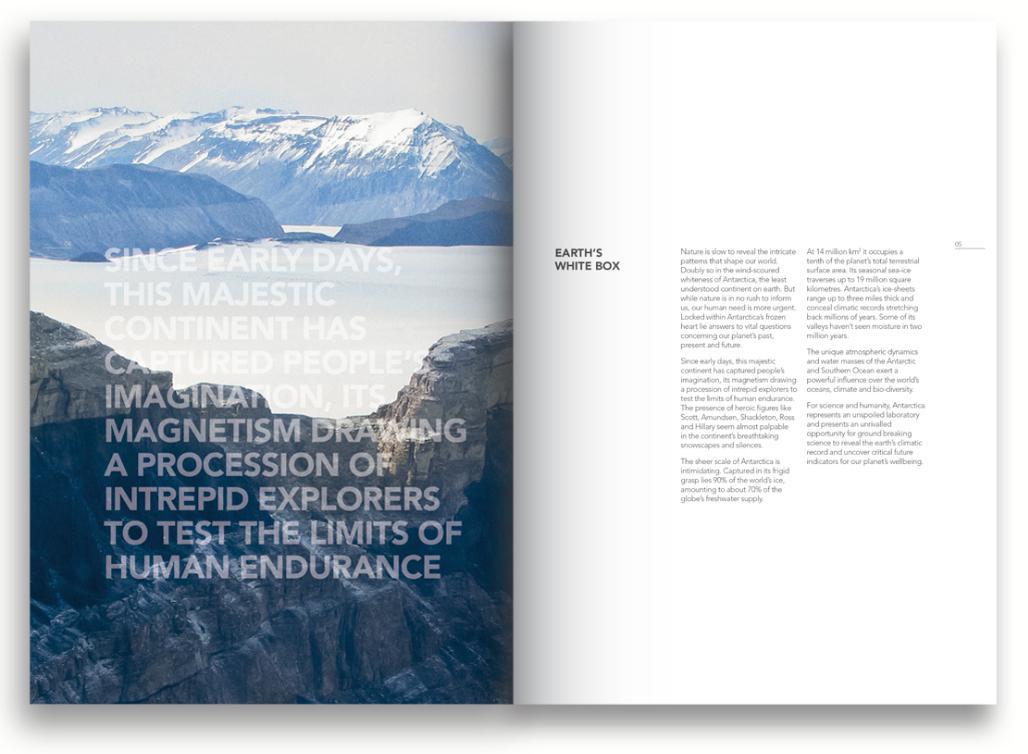 SINCE EARLY DAYS,
THIS MAJESTIC
CONTINENT HAS
CAPTURED PEOPLE'S
IMAGINATION, ITS
MAGNETISM DRAWING
A PROCESSION OF
INTREPID EXPLORERS
TO TEST THE LIMITS OF
HUMAN ENDURANCE
EARTH'S
WHITE BOX
Nature is slow to reveal the intricate
patterns that shape our world.
Doubly so in the wind-scoured
whiteness of Antarctica, the least
understood continent on earth. But
while nature is in no rush to inform
us, our human need is more urgent.
Locked within Antarctica's frozen
heart lie answers to vital questions
concerning our planet's past,
present and future.
Since early days, this majestic
continent has captured people's
imagination, its magnetism drawing
a procession of intrepid explorers to
test the limits of human endurance.
The presence of heroic figures like
Scott, Amundsen, Shackleton, Ross
and Hillary seem almost palpable
in the continent's breathtaking
snowscapes and silences.
The sheer scale of Antarctica is
intimidating. Captured in its frigid
grasp lies 90% of the world's ice,
amounting to about 70% of the
globe's freshwater supply.
At 14 million km² it occupies a
tenth of the planet's total terrestrial
surface area. Its seasonal sea-ice
traverses up to 19 million square
kilometres. Antarctica's ice-sheets
range up to three miles thick and
conceal climatic records stretching
back millions of years. Some of its
valleys haven't seen moisture in two
million years.
The unique atmospheric dynamics
and water masses of the Antarctic
and Southern Ocean exert a
powerful influence over the world's
oceans, climate and bio-diversity.
For science and humanity, Antarctica
represents an unspoiled laboratory
and presents an unrivalled
opportunity for ground breaking
science to reveal the earth's climatic
record and uncover critical future
indicators for our planet's wellbeing.
05